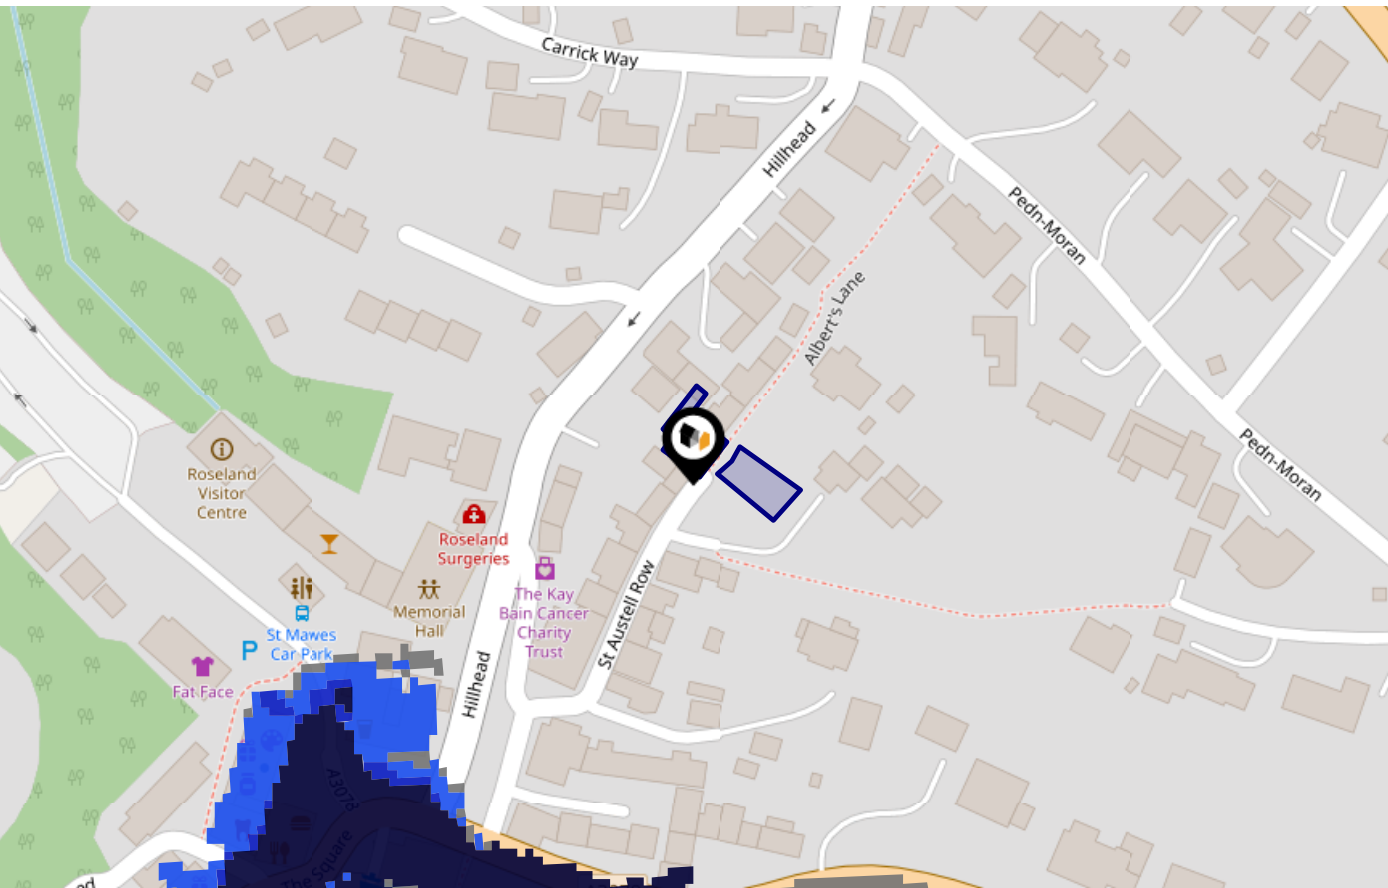 Carrick Way
Hillhead
Pedn-Moran
Albert's Lane
Roseland
Visitor
Centre
Roseland
Surgeries
Pedn-Moran
The Kay
Bain Cancer
Charity
Trust
Memorial
Hall
St Austell Row
P
St Mawes
Car Park
Fat Face
Hillhead
A3078
The Square